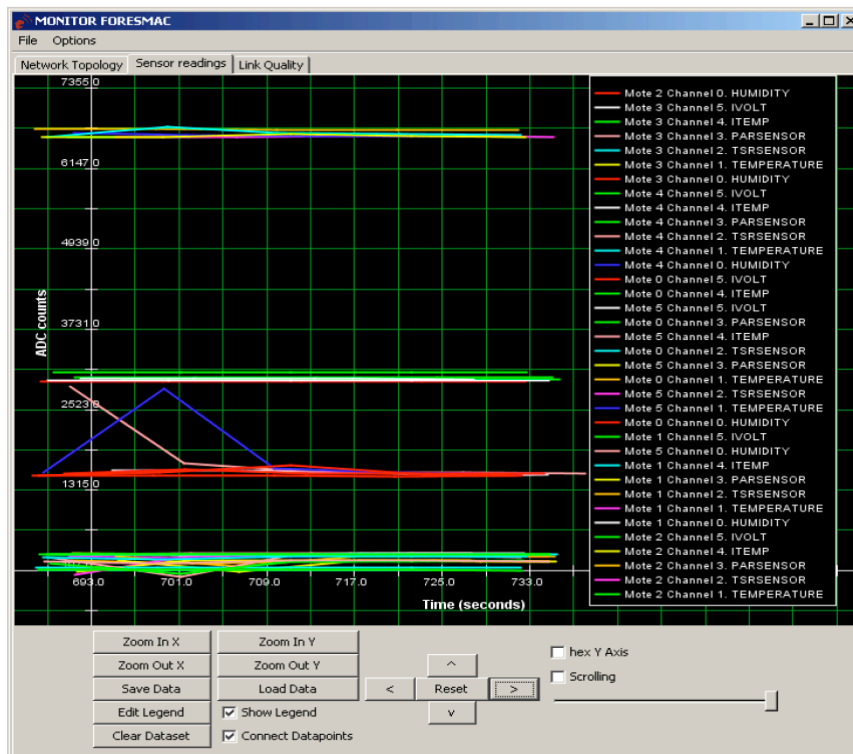 MONITOR FORESMAC
File Options
Network Topology Sensor readings Link Quality
7355.0
6147.0
4939.0
3731.0
2523.0
1315.0
ADC counts
693.0 701.0 709.0 717.0 725.0 733.0
Time (seconds)
Mote 2 Channel 0. HUMIDITY
Mote 3 Channel 5. IVOLT
Mote 3 Channel 4. ITEMP
Mote 3 Channel 3. PARSENSOR
Mote 3 Channel 2. TSRSENSOR
Mote 3 Channel 1. TEMPERATURE
Mote 3 Channel 0. HUMIDITY
Mote 4 Channel 5. IVOLT
Mote 4 Channel 4. ITEMP
Mote 4 Channel 3. PARSENSOR
Mote 4 Channel 2. TSRSENSOR
Mote 4 Channel 1. TEMPERATURE
Mote 4 Channel 0. HUMIDITY
Mote 0 Channel 5. IVOLT
Mote 0 Channel 4. ITEMP
Mote 5 Channel 5. IVOLT
Mote 0 Channel 3. PARSENSOR
Mote 5 Channel 4. ITEMP
Mote 0 Channel 2. TSRSENSOR
Mote 5 Channel 3. PARSENSOR
Mote 0 Channel 1. TEMPERATURE
Mote 5 Channel 2. TSRSENSOR
Mote 5 Channel 1. TEMPERATURE
Mote 0 Channel 0. HUMIDITY
Mote 1 Channel 5. IVOLT
Mote 5 Channel 0. HUMIDITY
Mote 1 Channel 4. ITEMP
Mote 1 Channel 3. PARSENSOR
Mote 1 Channel 2. TSRSENSOR
Mote 1 Channel 1. TEMPERATURE
Mote 1 Channel 0. HUMIDITY
Mote 2 Channel 5. IVOLT
Mote 2 Channel 4. ITEMP
Mote 2 Channel 3. PARSENSOR
Mote 2 Channel 2. TSRSENSOR
Mote 2 Channel 1. TEMPERATURE
Zoom In X Zoom In Y
Zoom Out X Zoom Out Y ^
Save Data Load Data < Reset >
Edit Legend Show Legend v
Clear Dataset Connect Datapoints
hex Y Axis
Scrolling